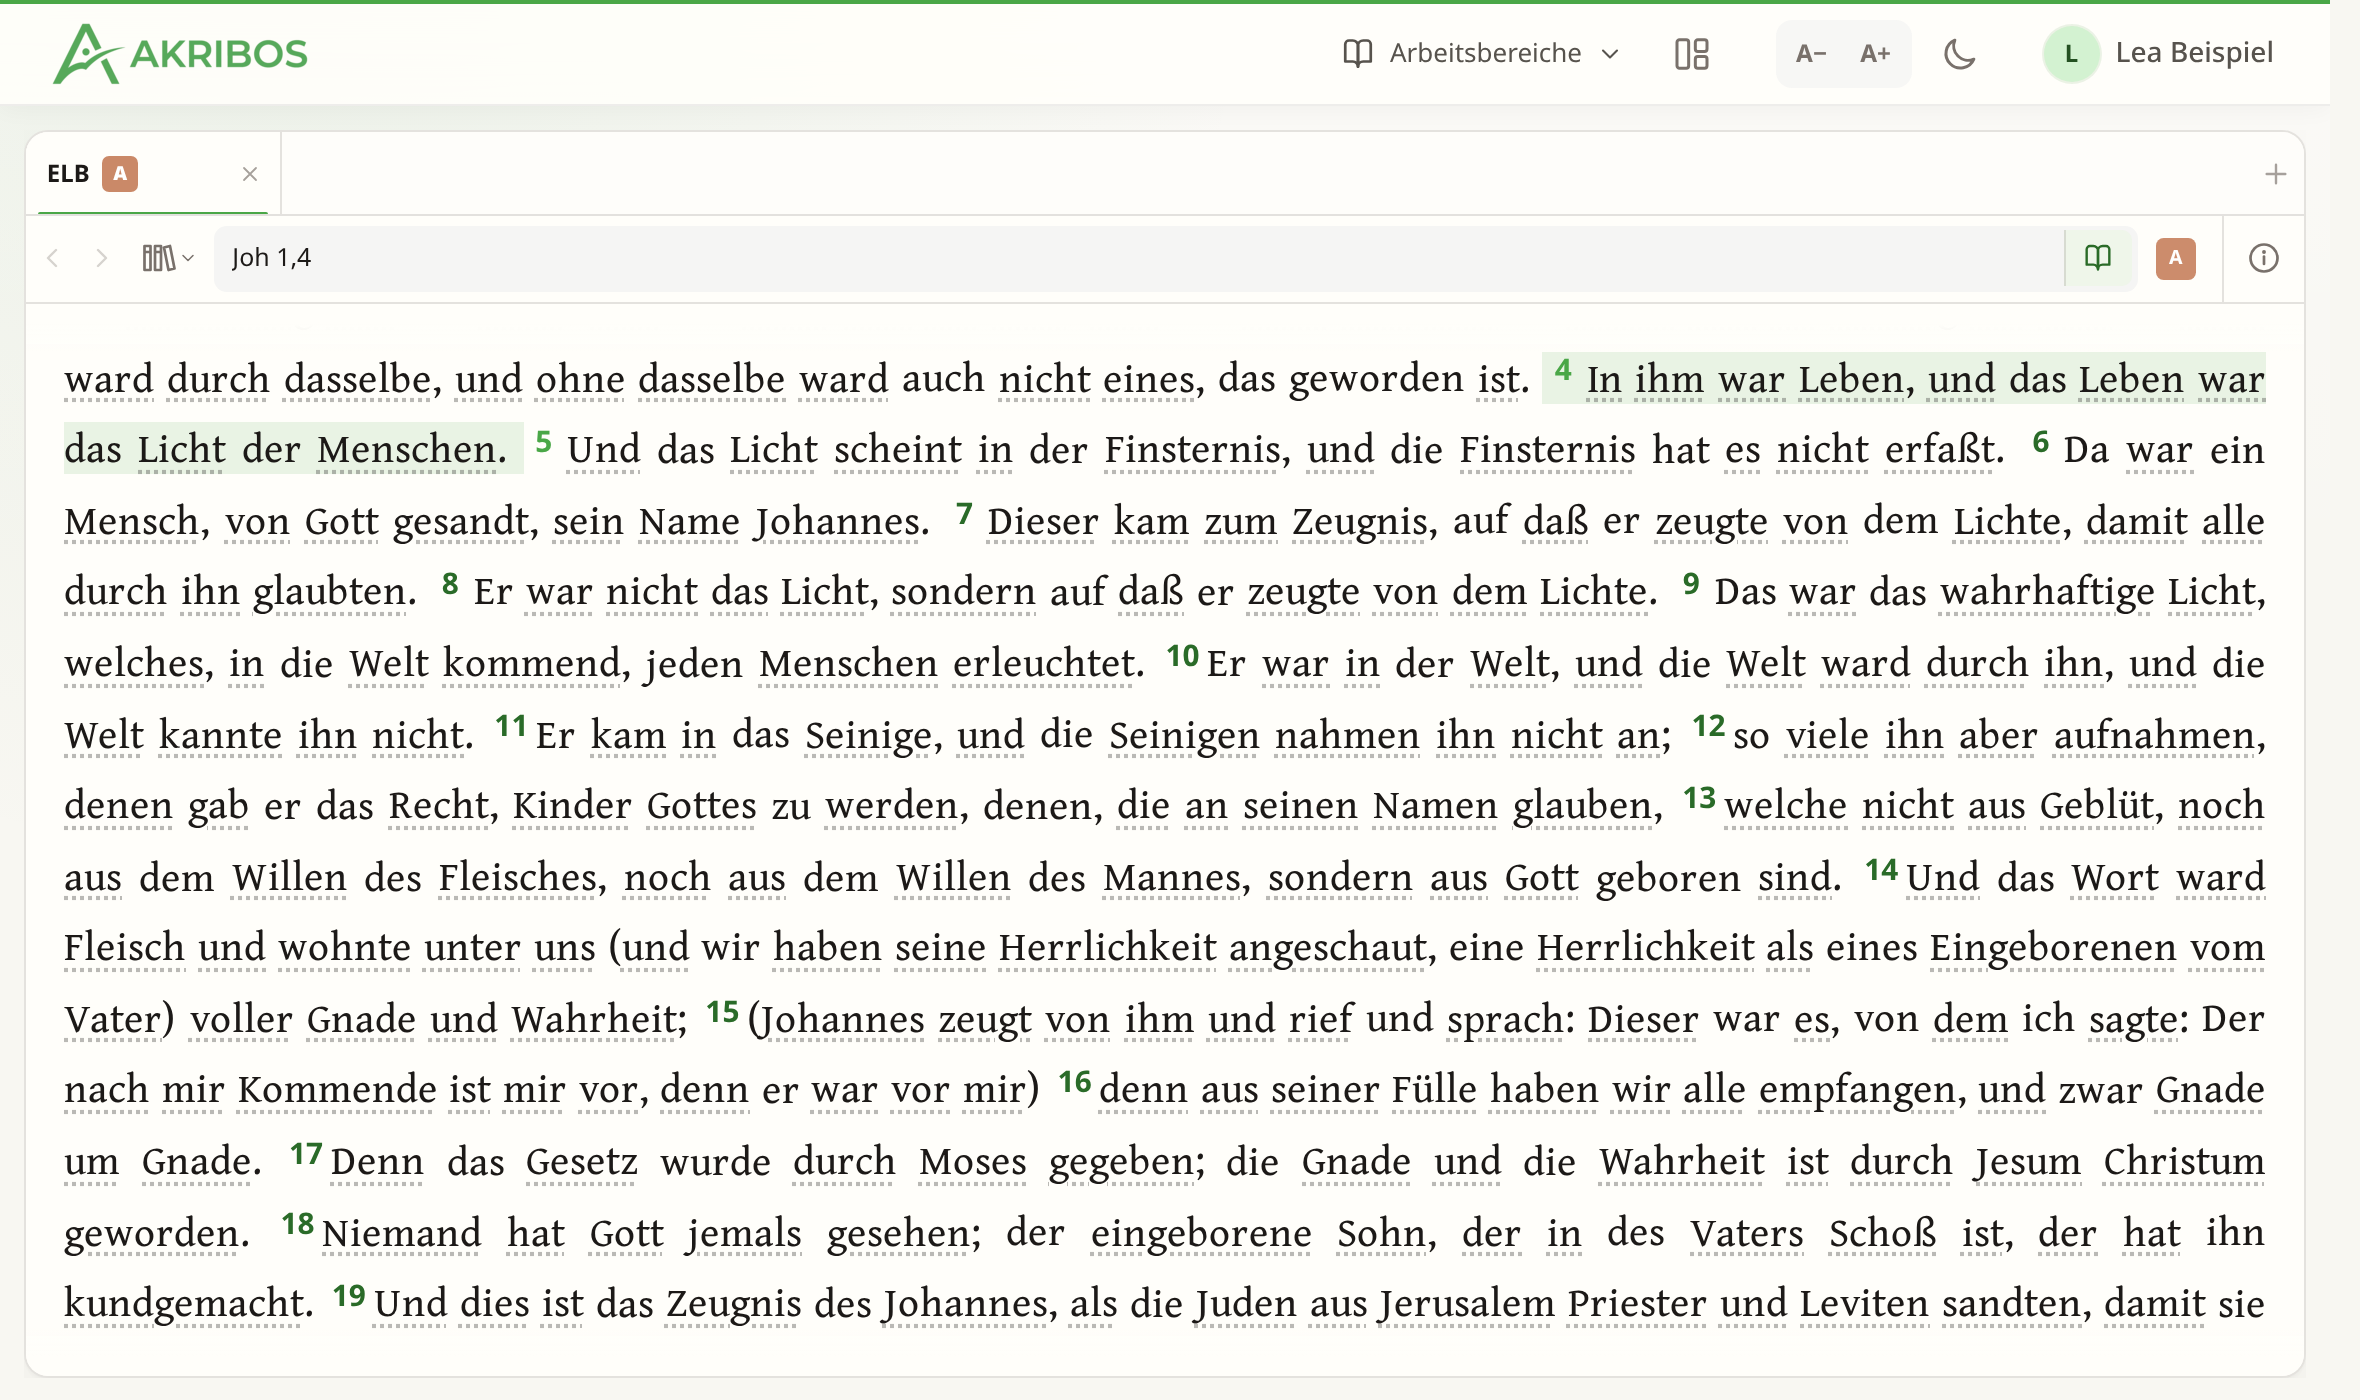 AKRIBOS
Arbeitsbereiche
A− A+
L Lea Beispiel
ELB A
Joh 1,4
A
ward durch dasselbe, und ohne dasselbe ward auch nicht eines, das geworden ist. 4 In ihm war Leben, und das Leben war
das Licht der Menschen. 5 Und das Licht scheint in der Finsternis, und die Finsternis hat es nicht erfaßt. 6 Da war ein
Mensch, von Gott gesandt, sein Name Johannes. 7 Dieser kam zum Zeugnis, auf daß er zeugte von dem Lichte, damit alle
durch ihn glaubten. 8 Er war nicht das Licht, sondern auf daß er zeugte von dem Lichte. 9 Das war das wahrhaftige Licht,
welches, in die Welt kommend, jeden Menschen erleuchtet. 10 Er war in der Welt, und die Welt ward durch ihn, und die
Welt kannte ihn nicht. 11 Er kam in das Seinige, und die Seinigen nahmen ihn nicht an; 12 so viele ihn aber aufnahmen,
denen gab er das Recht, Kinder Gottes zu werden, denen, die an seinen Namen glauben, 13 welche nicht aus Geblüt, noch
aus dem Willen des Fleisches, noch aus dem Willen des Mannes, sondern aus Gott geboren sind. 14 Und das Wort ward
Fleisch und wohnte unter uns (und wir haben seine Herrlichkeit angeschaut, eine Herrlichkeit als eines Eingeborenen vom
Vater) voller Gnade und Wahrheit; 15 (Johannes zeugt von ihm und rief und sprach: Dieser war es, von dem ich sagte: Der
nach mir Kommende ist mir vor, denn er war vor mir) 16 denn aus seiner Fülle haben wir alle empfangen, und zwar Gnade
um Gnade. 17 Denn das Gesetz wurde durch Moses gegeben; die Gnade und die Wahrheit ist durch Jesum Christum
geworden. 18 Niemand hat Gott jemals gesehen; der eingeborene Sohn, der in des Vaters Schoß ist, der hat ihn
kundgemacht. 19 Und dies ist das Zeugnis des Johannes, als die Juden aus Jerusalem Priester und Leviten sandten, damit sie